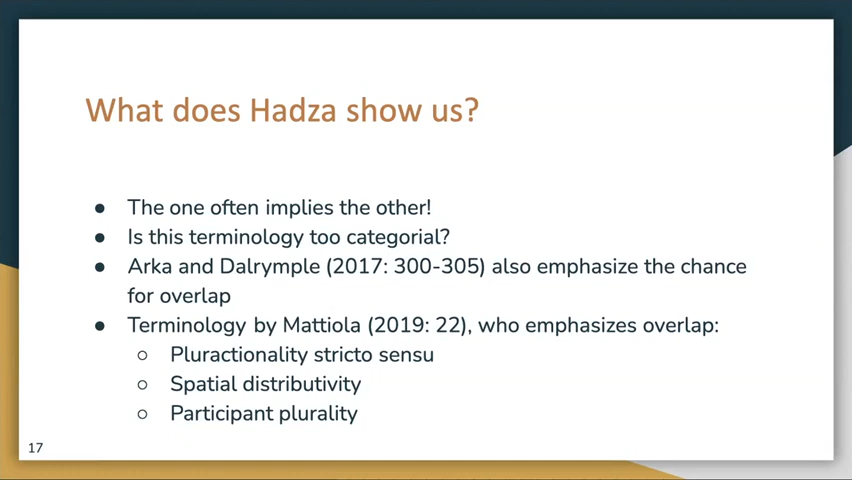 What does Hadza show us?
● The one often implies the other!
● Is this terminology too categorial?
● Arka and Dalrymple (2017: 300-305) also emphasize the chance
for overlap
● Terminology by Mattiola (2019: 22), who emphasizes overlap:
○ Pluractionality stricto sensu
○ Spatial distributivity
○ Participant plurality
17